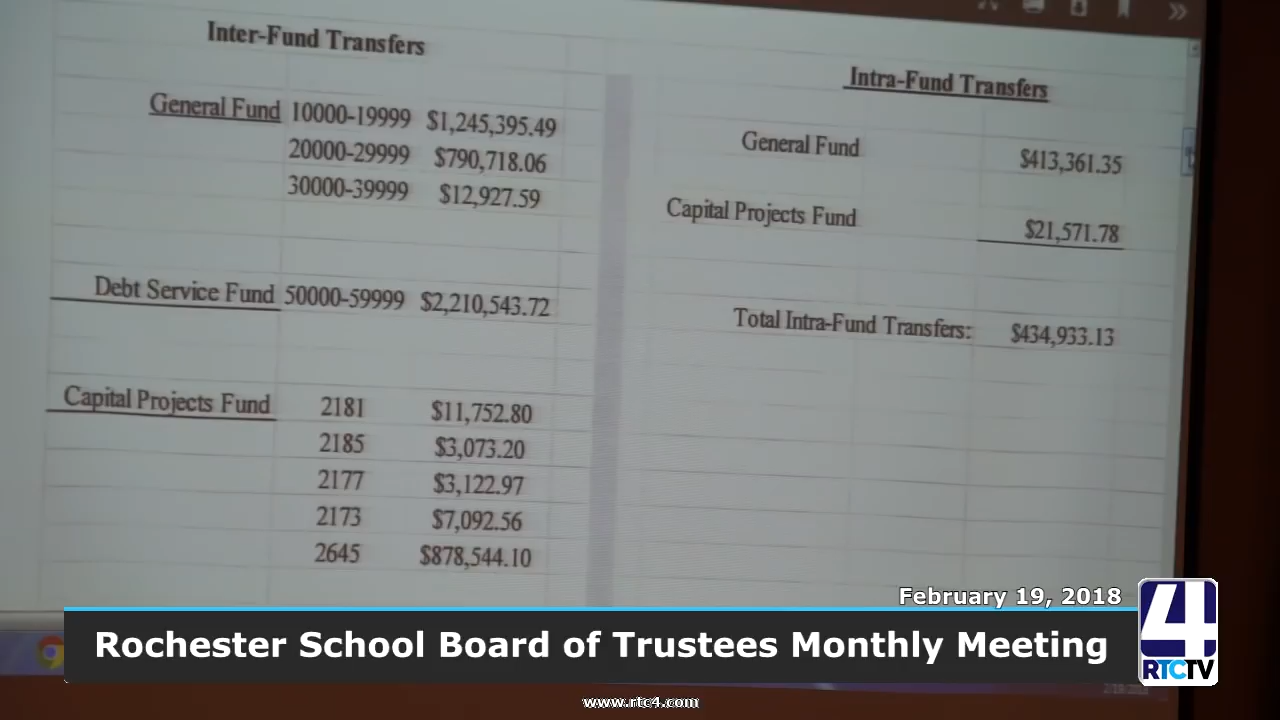 Inter-Fund Transfers
General Fund 10000-19999 $1,245,395.49
20000-29999 $790,718.06
30000-39999 $12,927.59
Debt Service Fund 50000-59999 $2,210,543.72
Capital Projects Fund 2181 $11,752.80
2185 $3,073.20
2177 $3,122.97
2173 $7,092.56
2645 $878,544.10
Intra-Fund Transfers
General Fund $413,361.35
Capital Projects Fund $21,571.78
Total Intra-Fund Transfers: $434,933.13
February 19, 2018
Rochester School Board of Trustees Monthly Meeting
4
RTCTV
www.rtc4.com